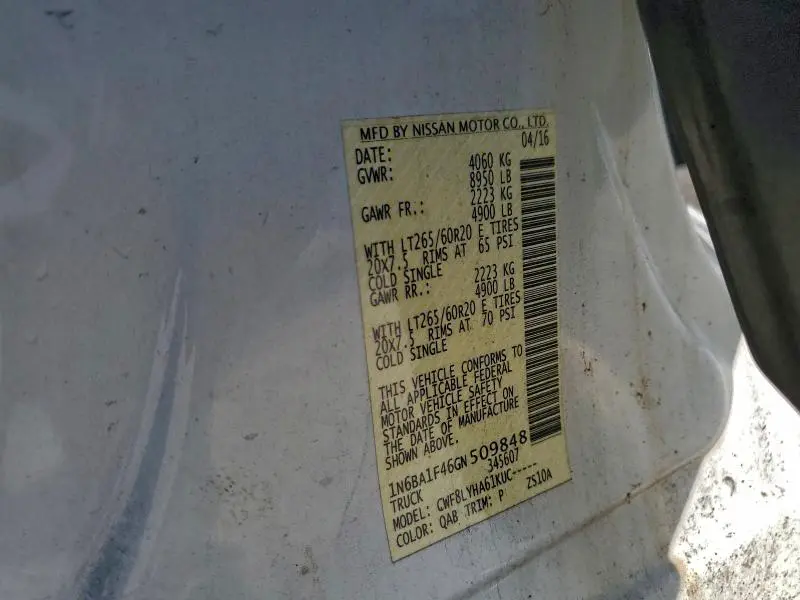 MFD BY NISSAN MOTOR CO., LTD.
DATE: 04/16
GVWR: 4060 KG
8950 LB
GAWR FR.: 2223 KG
4900 LB
WITH LT265/60R20 E TIRES
20X7.5 RIMS AT 65 PSI
COLD SINGLE
GAWR RR.: 2223 KG
4900 LB
WITH LT265/60R20 E TIRES
20X7.5 RIMS AT 70 PSI
COLD SINGLE
THIS VEHICLE CONFORMS TO
ALL APPLICABLE FEDERAL
MOTOR VEHICLE SAFETY
STANDARDS IN EFFECT ON
THE DATE OF MANUFACTURE
SHOWN ABOVE.
1N6BA1F46GN509848
TRUCK 345607
MODEL: CWF8LYHA61KUC-----
COLOR: QAB TRIM: P ZS10A